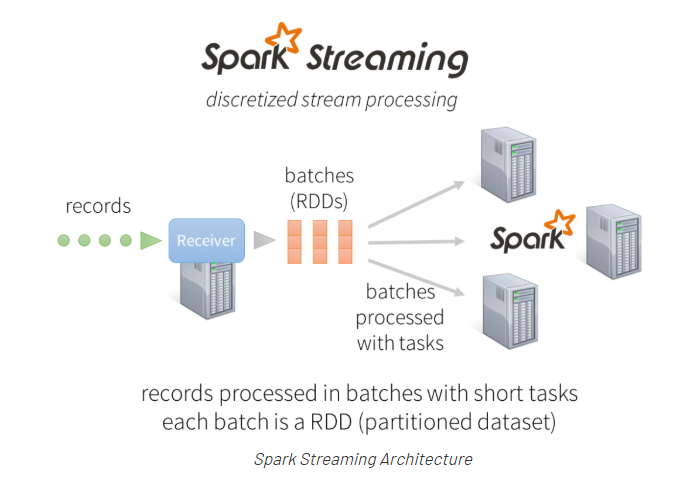 Spark Streaming
discretized stream processing
batches
(RDDs)
records
Receiver
Spark
batches
processed
with tasks
records processed in batches with short tasks
each batch is a RDD (partitioned dataset)
Spark Streaming Architecture